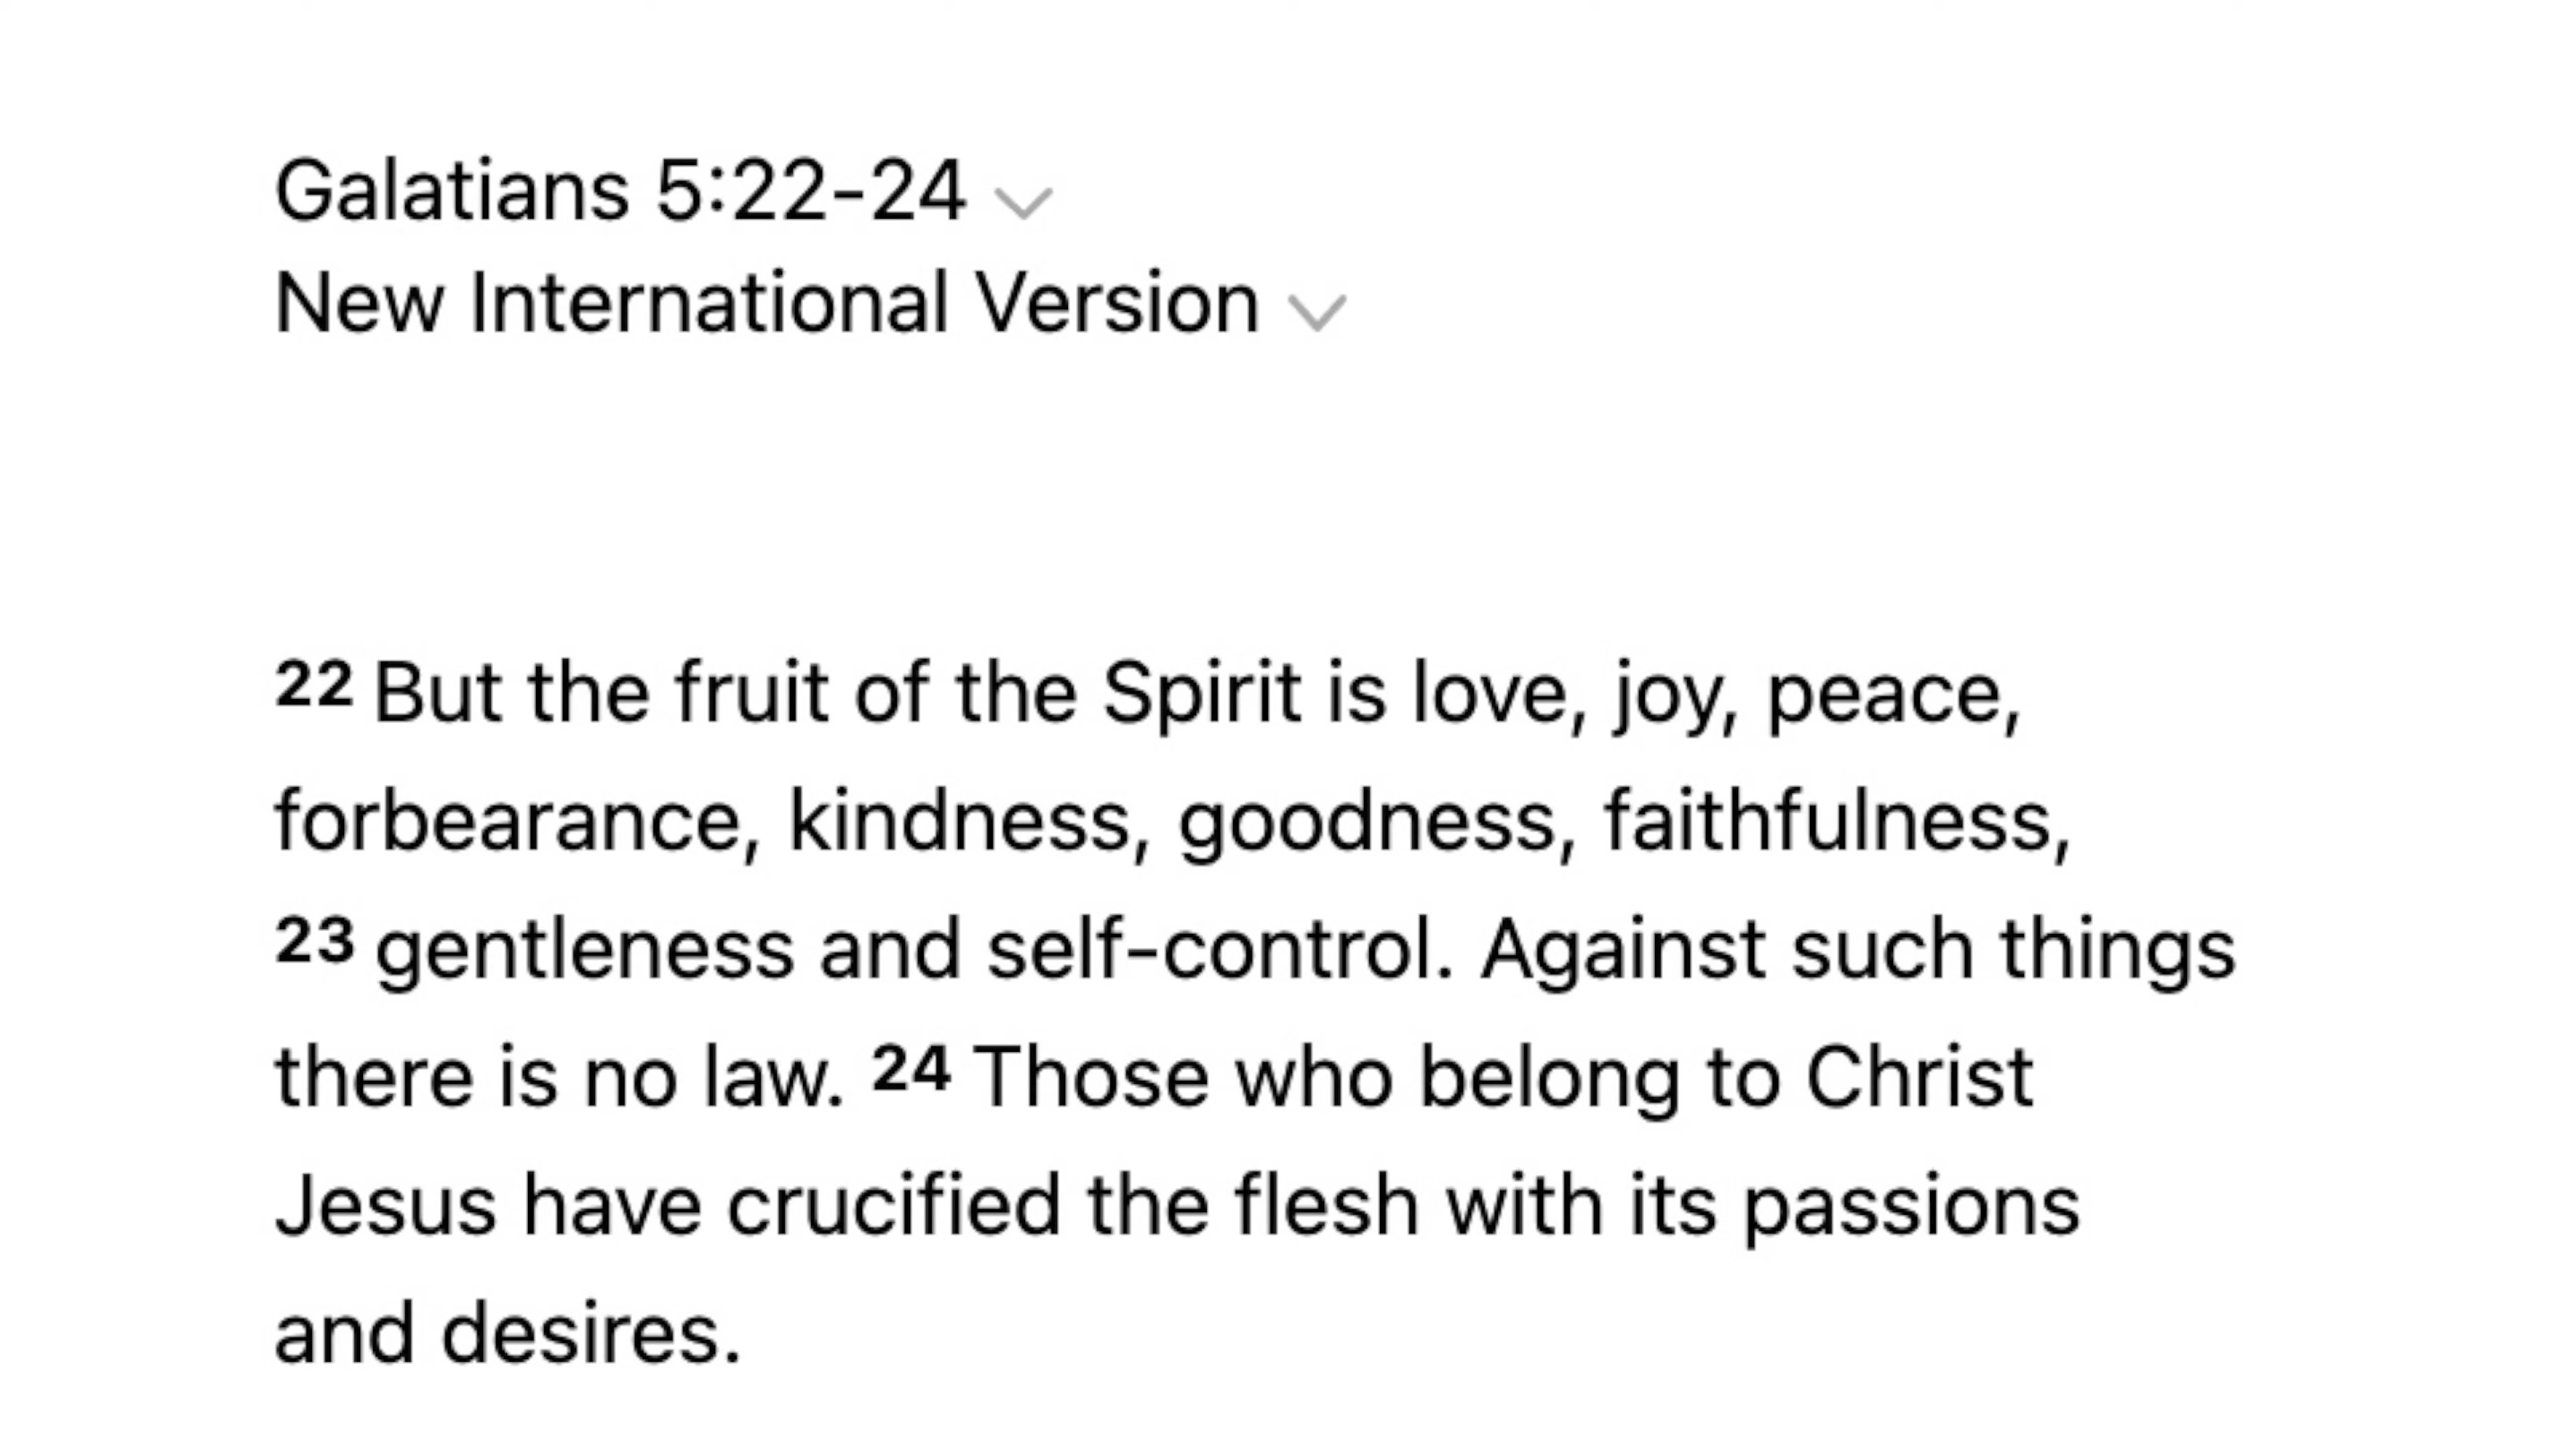 Galatians 5:22-24
New International Version
22 But the fruit of the Spirit is love, joy, peace,
forbearance, kindness, goodness, faithfulness,
23 gentleness and self-control. Against such things
there is no law. 24 Those who belong to Christ
Jesus have crucified the flesh with its passions
and desires.